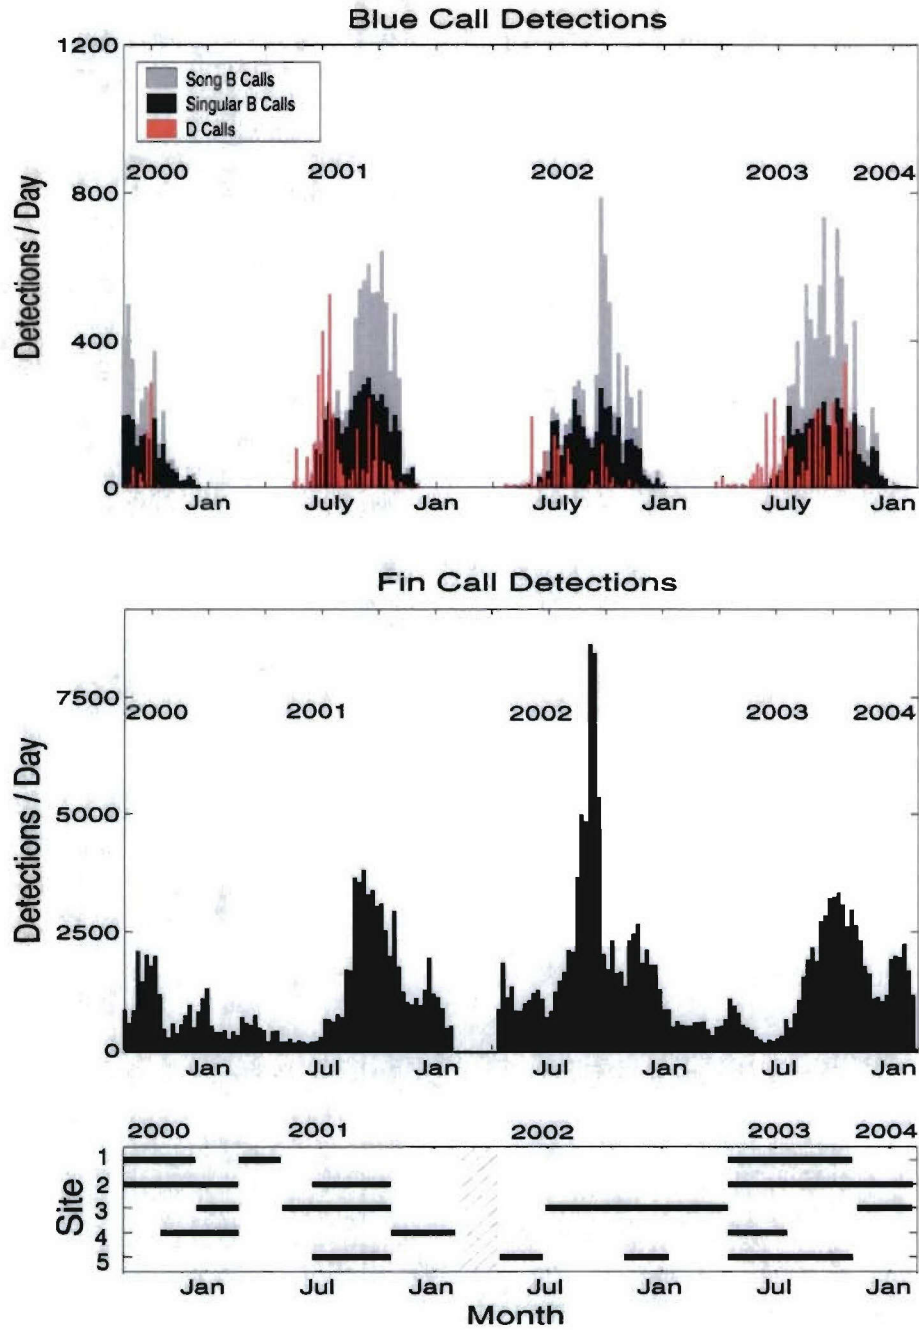 Blue Call Detections
1200
Song B Calls
Singular B Calls
D Calls
2000 2001 2002 2003 2004
800
Detections / Day
400
0
Jan July Jan July Jan July Jan
Fin Call Detections
7500
2000 2001 2002 2003 2004
5000
Detections / Day
2500
0
Jan Jul Jan Jul Jan Jul Jan
2000 2001 2002 2003 2004
1
2
Site
3
4
5
Jan Jul Jan Jul Jan Jul Jan
Month